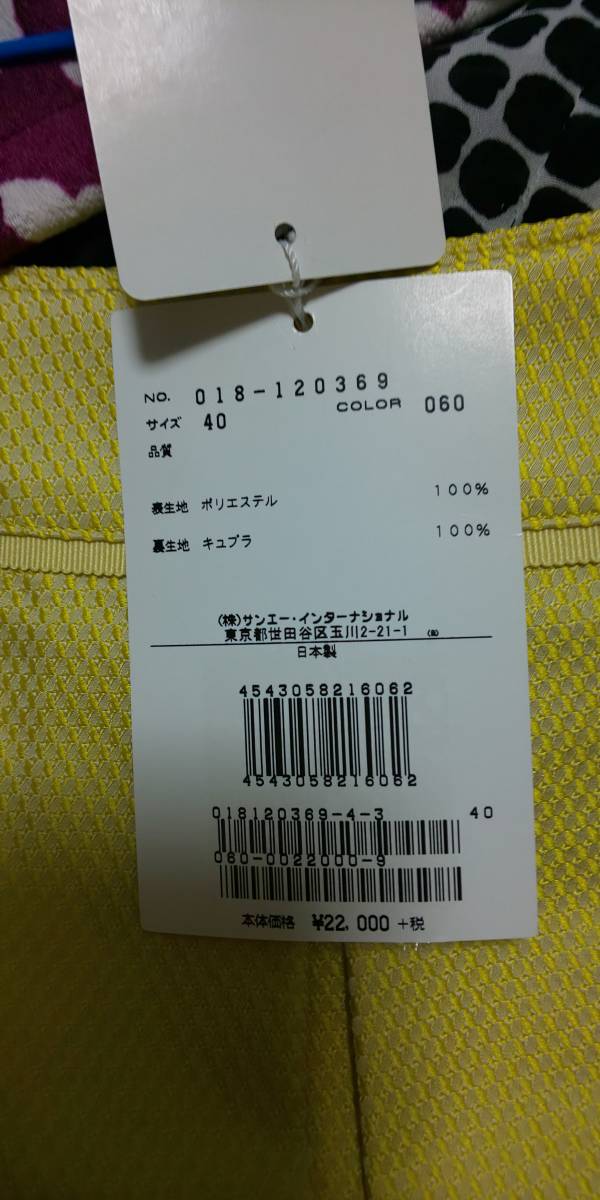 NO. 018-120369
サイズ 40 COLOR 060
品質
表生地 ポリエステル 100%
裏生地 キュプラ 100%
(株)サンエー・インターナショナル
東京都世田谷区玉川2-21-1
日本製
4543058216062
4543058216062
018120369-4-3 40
060-0022000-9
本体価格 ¥22,000 +税